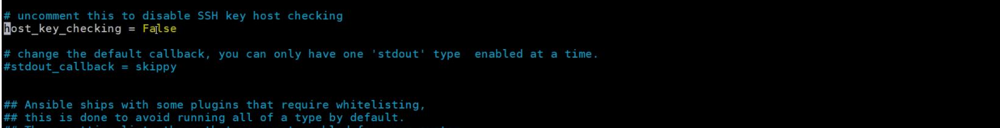 # uncomment this to disable SSH key host checking
host_key_checking = False
# change the default callback, you can only have one 'stdout' type  enabled at a time.
#stdout_callback = skippy
## Ansible ships with some plugins that require whitelisting,
## this is done to avoid running all of a type by default.